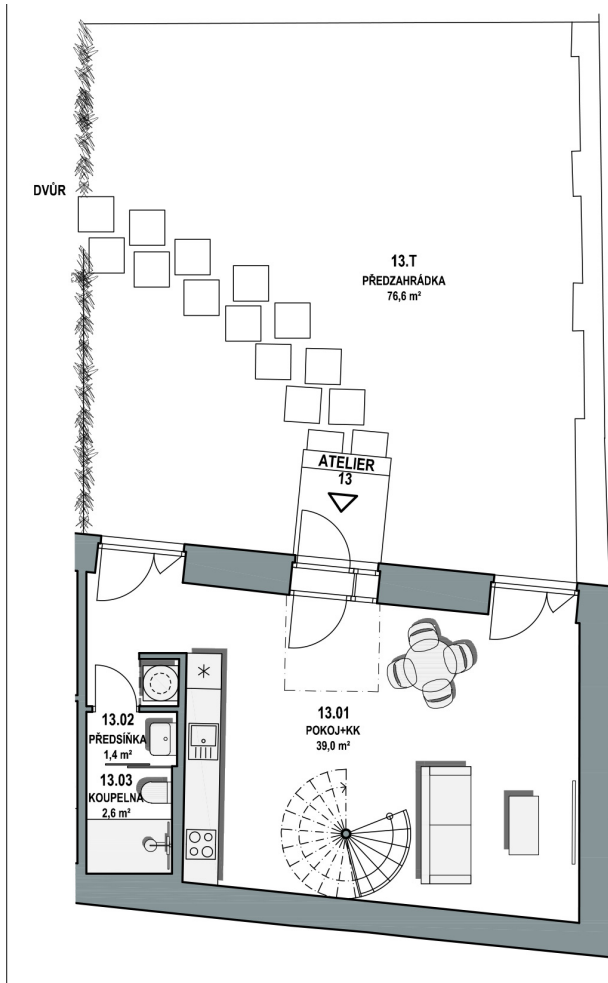 DVŮR
13.T
PŘEDZAHRÁDKA
76,6 m²
ATELIER
13
13.01
POKOJ+KK
39,0 m²
13.02
PŘEDSÍŇKA
1,4 m²
13.03
KOUPELNA
2,6 m²